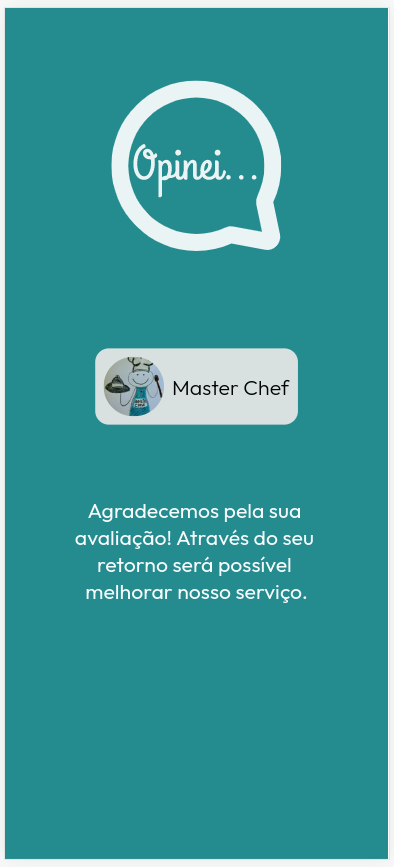 Opinei...
Master Chef
Agradecemos pela sua
avaliação! Através do seu
retorno será possível
melhorar nosso serviço.